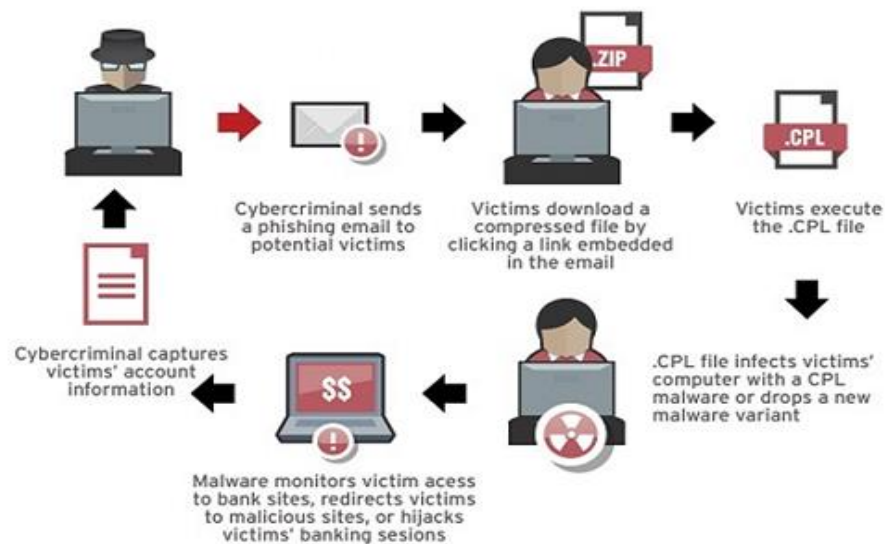 .ZIP
.CPL
Cybercriminal sends
a phishing email to
potential victims
Victims download a
compressed file by
clicking a link embedded
in the email
Victims execute
the .CPL file
.CPL file infects victims'
computer with a CPL
malware or drops a new
malware variant
$$
Malware monitors victim acess
to bank sites, redirects victims
to malicious sites, or hijacks
victims' banking sesions
Cybercriminal captures
victims' account
information